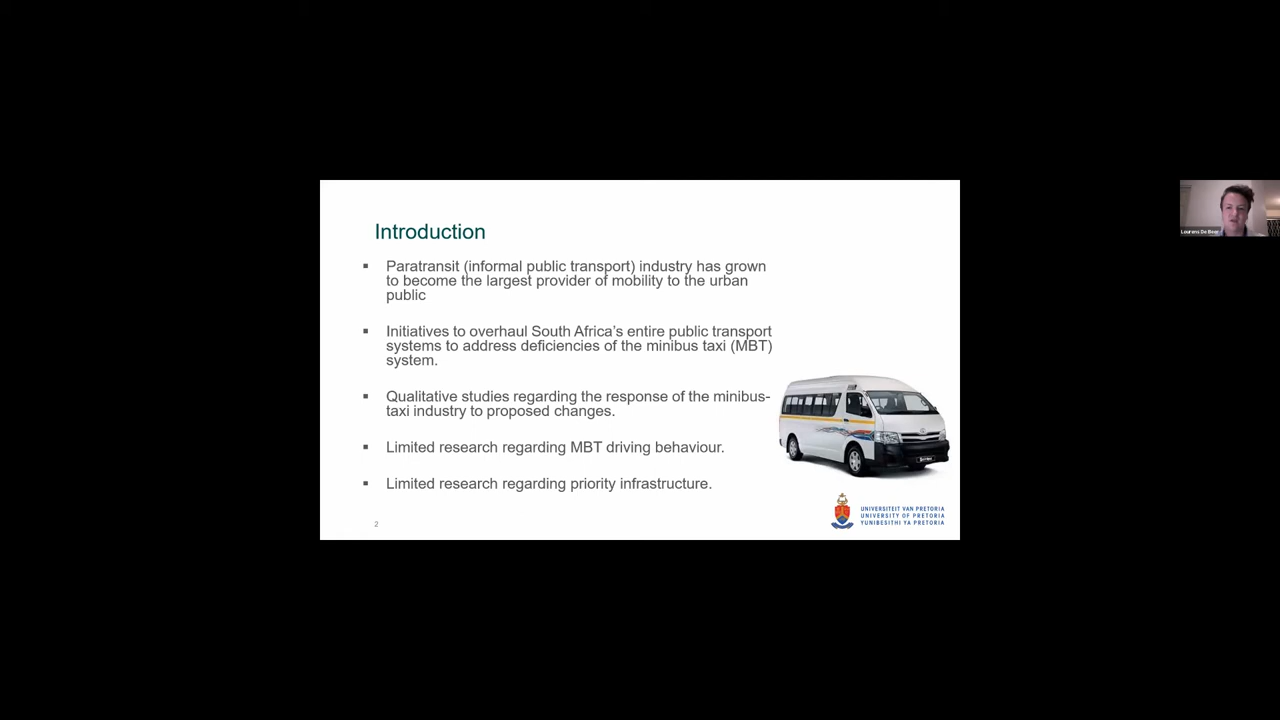 Introduction
▪ Paratransit (informal public transport) industry has grown
to become the largest provider of mobility to the urban
public
▪ Initiatives to overhaul South Africa’s entire public transport
systems to address deficiencies of the minibus taxi (MBT)
system.
▪ Qualitative studies regarding the response of the minibus-
taxi industry to proposed changes.
▪ Limited research regarding MBT driving behaviour.
▪ Limited research regarding priority infrastructure.
2
UNIVERSITEIT VAN PRETORIA
UNIVERSITY OF PRETORIA
YUNIBESITHI YA PRETORIA
Lourens De Beer